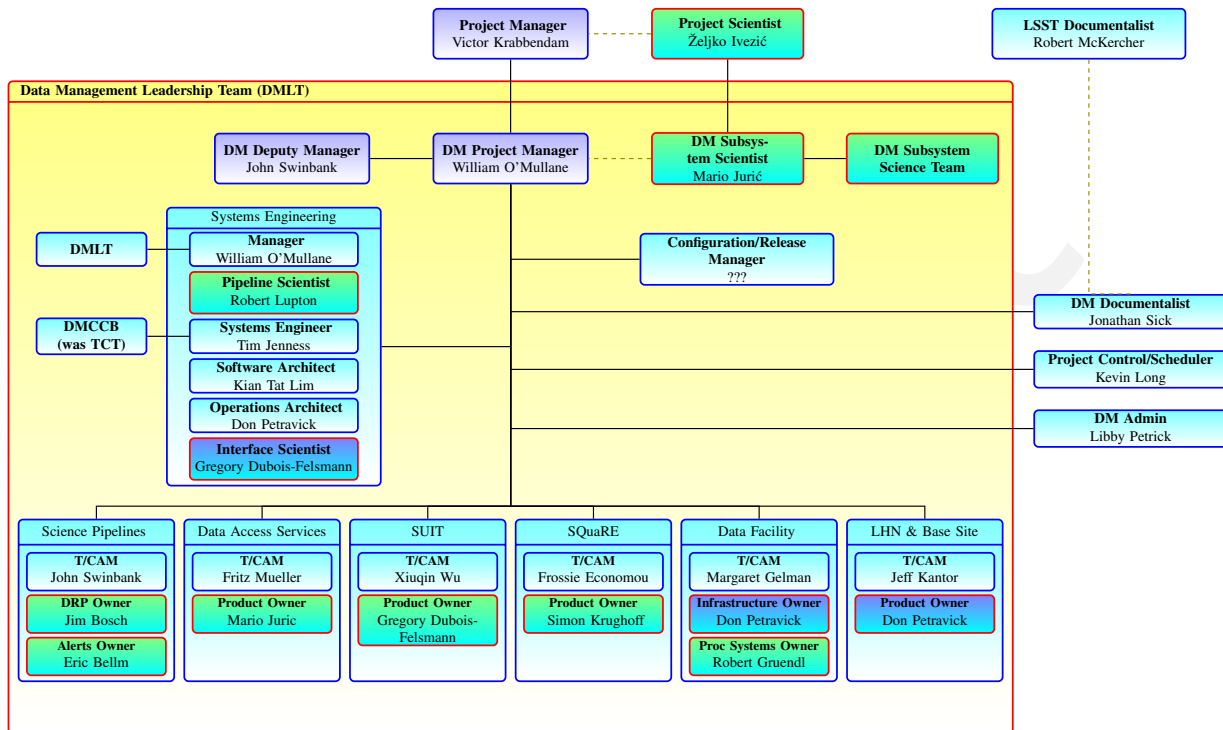 Project Manager
Victor Krabbendam
Project Scientist
Željko Ivezić
LSST Documentalist
Robert McKercher
Data Management Leadership Team (DMLT)
DM Deputy Manager
John Swinbank
DM Project Manager
William O’Mullane
DM Subsys-
tem Scientist
Mario Jurić
DM Subsystem
Science Team
Systems Engineering
DMLT
Manager
William O’Mullane
Pipeline Scientist
Robert Lupton
DMCCB
(was TCT)
Systems Engineer
Tim Jenness
Software Architect
Kian Tat Lim
Operations Architect
Don Petravick
Interface Scientist
Gregory Dubois-Felsmann
Configuration/Release
Manager
???
DM Documentalist
Jonathan Sick
Project Control/Scheduler
Kevin Long
DM Admin
Libby Petrick
Science Pipelines
T/CAM
John Swinbank
DRP Owner
Jim Bosch
Alerts Owner
Eric Bellm
Data Access Services
T/CAM
Fritz Mueller
Product Owner
Mario Juric
SUIT
T/CAM
Xiuqin Wu
Product Owner
Gregory Dubois-
Felsmann
SQuaRE
T/CAM
Frossie Economou
Product Owner
Simon Krughoff
Data Facility
T/CAM
Margaret Gelman
Infrastructure Owner
Don Petravick
Proc Systems Owner
Robert Gruendl
LHN & Base Site
T/CAM
Jeff Kantor
Product Owner
Don Petravick